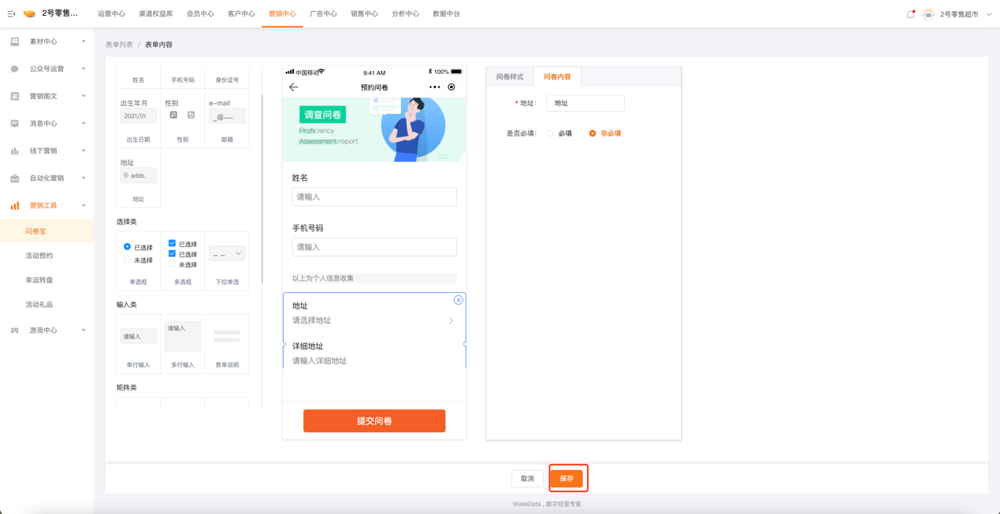 2号零售...
运营中心
渠道权益库
会员中心
客户中心
营销中心
广告中心
销售中心
分析中心
数据中台
2号零售超市
素材中心
公众号运营
营销图文
消息中心
线下营销
自动化营销
营销工具
问卷宝
活动预约
幸运转盘
活动礼品
游戏中心
表单列表 / 表单内容
姓名
手机号码
身份证号
出生年月
2021/01
出生日期
性别
性别
e-mail
_@——
邮箱
地址
adds.
地址
选择类
已选择
未选择
单选框
已选择
已选择
未选择
多选框
_ _
下拉单选
输入类
请输入
单行输入
请输入
多行输入
表单说明
矩阵类
中国移动
9:41 AM
100%
预约问卷
调查问卷
Proficiency
Assessment report
姓名
请输入
手机号码
请输入
以上为个人信息收集
地址
请选择地址
详细地址
请输入详细地址
提交问卷
问卷样式
问卷内容
* 地址：
地址
是否必填：
必填
非必填
取消
保存
WakeData，数字经营专家